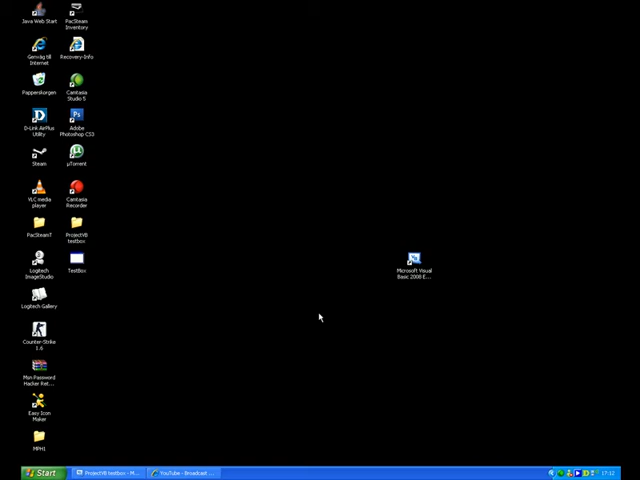 Java Web Start
PacSteam
Inventory
Genväg till
Internet
Recovery-Info
Papperskorgen
Camtasia
Studio 5
D-Link AirPlus
Utility
Adobe
Photoshop CS3
Steam
µTorrent
VLC media
player
Camtasia
Recorder
PacSteamT
ProjectVB
testbox
Logitech
ImageStudio
TestBox
Microsoft Visual
Basic 2008 E...
Logitech Gallery
Counter-Strike
1.6
Msn Password
Hacker Ret...
Easy Icon
Maker
MPH1
Start
ProjectVB testbox - M...
YouTube - Broadcast ...
17:12